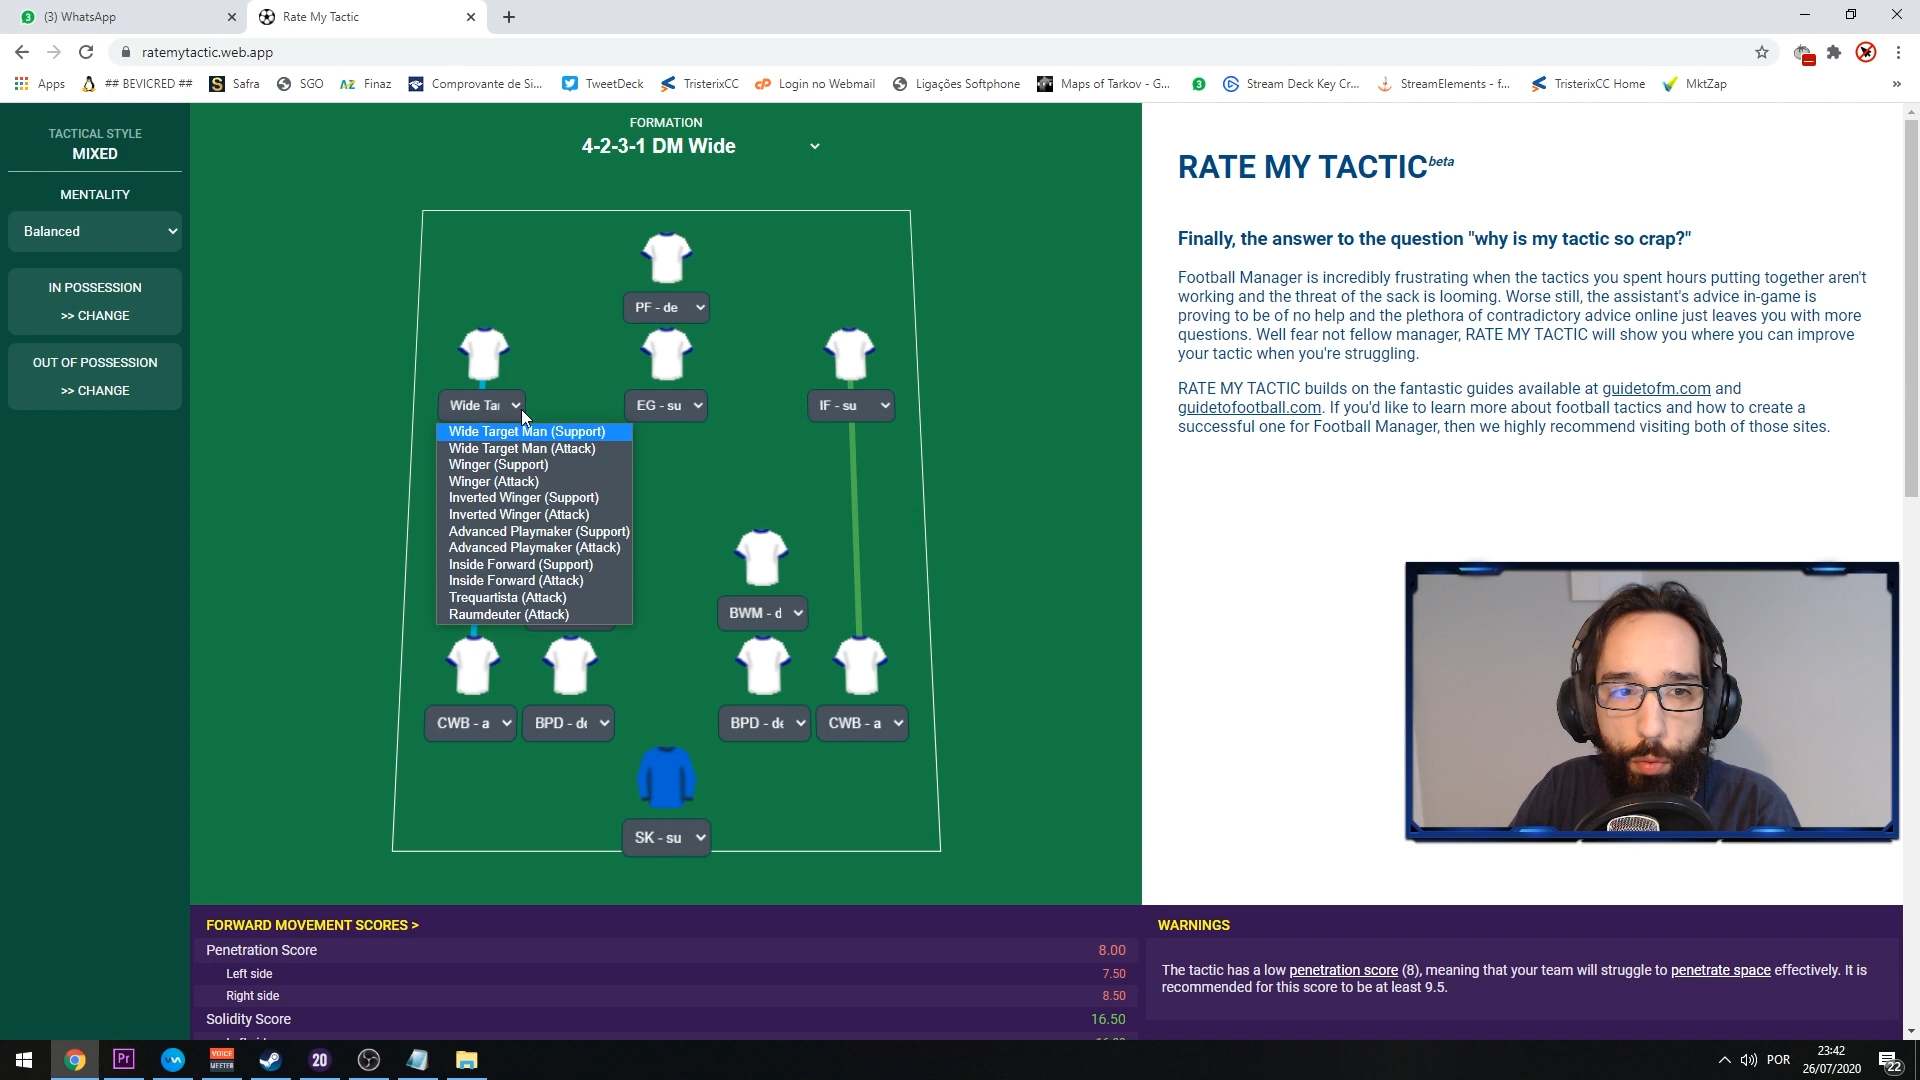 (3) WhatsApp
Rate My Tactic
ratemytactic.web.app
Apps
## BEVICRED ##
Safra
SGO
AZ Finaz
Comprovante de Si...
TweetDeck
TristerixCC
Login no Webmail
Ligações Softphone
Maps of Tarkov - G...
3
Stream Deck Key Cr...
StreamElements - f...
TristerixCC Home
MktZap
»
TACTICAL STYLE
MIXED
MENTALITY
Balanced
IN POSSESSION
>> CHANGE
OUT OF POSSESSION
>> CHANGE
FORMATION
4-2-3-1 DM Wide
PF - de
Wide Tar
EG - su
IF - su
Wide Target Man (Support)
Wide Target Man (Attack)
Winger (Support)
Winger (Attack)
Inverted Winger (Support)
Inverted Winger (Attack)
Advanced Playmaker (Support)
Advanced Playmaker (Attack)
Inside Forward (Support)
Inside Forward (Attack)
Trequartista (Attack)
Raumdeuter (Attack)
BWM - d
CWB - a
BPD - de
BPD - de
CWB - a
SK - su
RATE MY TACTIC beta
Finally, the answer to the question "why is my tactic so crap?"
Football Manager is incredibly frustrating when the tactics you spent hours putting together aren't
working and the threat of the sack is looming. Worse still, the assistant's advice in-game is
proving to be of no help and the plethora of contradictory advice online just leaves you with more
questions. Well fear not fellow manager, RATE MY TACTIC will show you where you can improve
your tactic when you're struggling.
RATE MY TACTIC builds on the fantastic guides available at guidetofm.com and
guidetofootball.com. If you'd like to learn more about football tactics and how to create a
successful one for Football Manager, then we highly recommend visiting both of those sites.
FORWARD MOVEMENT SCORES >
Penetration Score 8.00
Left side 7.50
Right side 8.50
Solidity Score 16.50
WARNINGS
The tactic has a low penetration score (8), meaning that your team will struggle to penetrate space effectively. It is
recommended for this score to be at least 9.5.
Pr
VOICE
MEETER
20
POR
23:42
26/07/2020
22